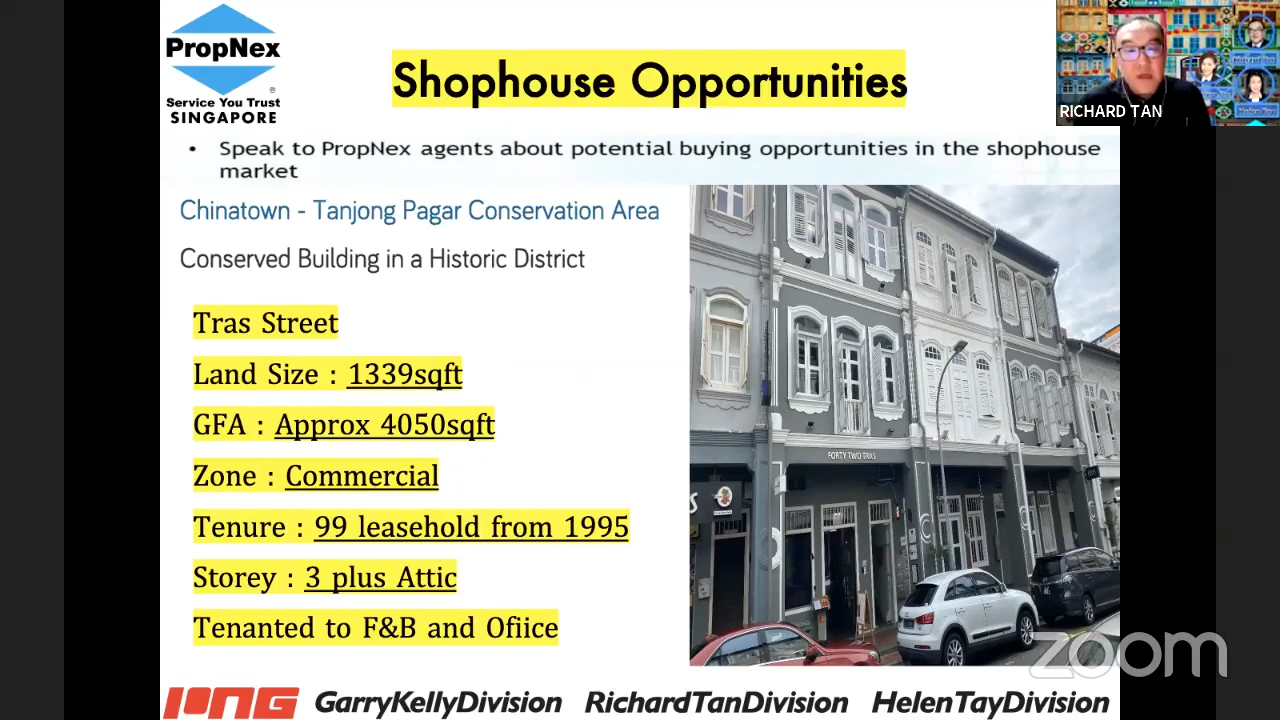 PropNex
®
Service You Trust
SINGAPORE
Shophouse Opportunities
RICHARD TAN
• Speak to PropNex agents about potential buying opportunities in the shophouse
market
Chinatown - Tanjong Pagar Conservation Area
Conserved Building in a Historic District
Tras Street
Land Size : 1339sqft
GFA : Approx 4050sqft
Zone : Commercial
Tenure : 99 leasehold from 1995
Storey : 3 plus Attic
Tenanted to F&B and Ofiice
FORTY TWO TRAS
zoom
PNG GarryKellyDivision RichardTanDivision HelenTayDivision